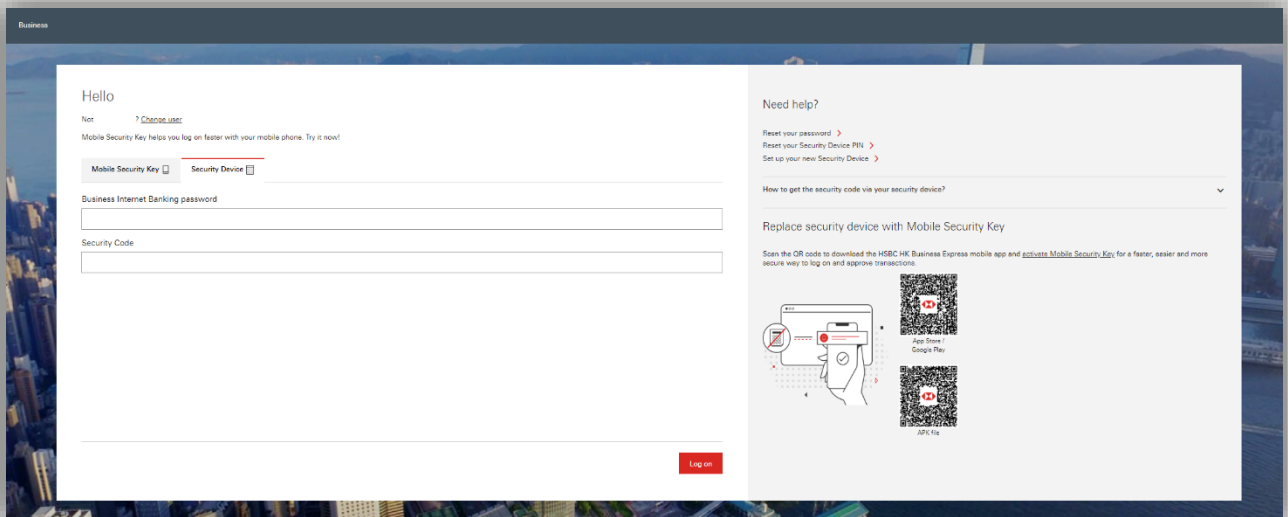 Business
Hello
Not ? Change user
Mobile Security Key helps you log on faster with your mobile phone. Try it now!
Mobile Security Key
Security Device
Business Internet Banking password
Security Code
Log on
Need help?
Reset your password
Reset your Security Device PIN
Set up your new Security Device
How to get the security code via your security device?
Replace security device with Mobile Security Key
Scan the QR code to download the HSBC HK Business Express mobile app and activate Mobile Security Key for a faster, easier and more
secure way to log on and approve transactions.
App Store /
Google Play
APK file